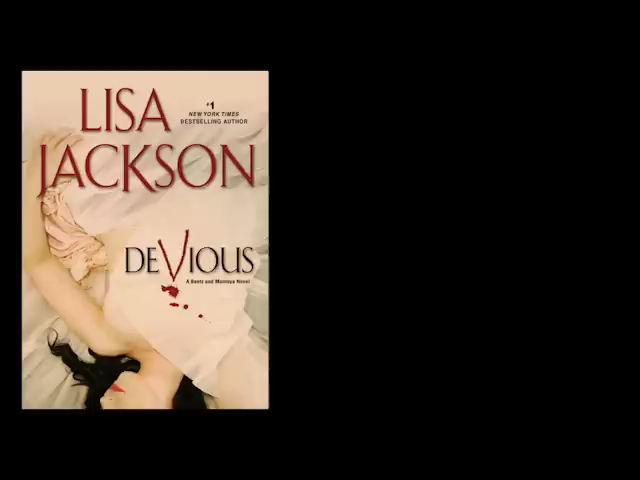 LISA
#1
NEW YORK TIMES
BESTSELLING AUTHOR
JACKSON
DEVIOUS
A Bentz and Montoya Novel